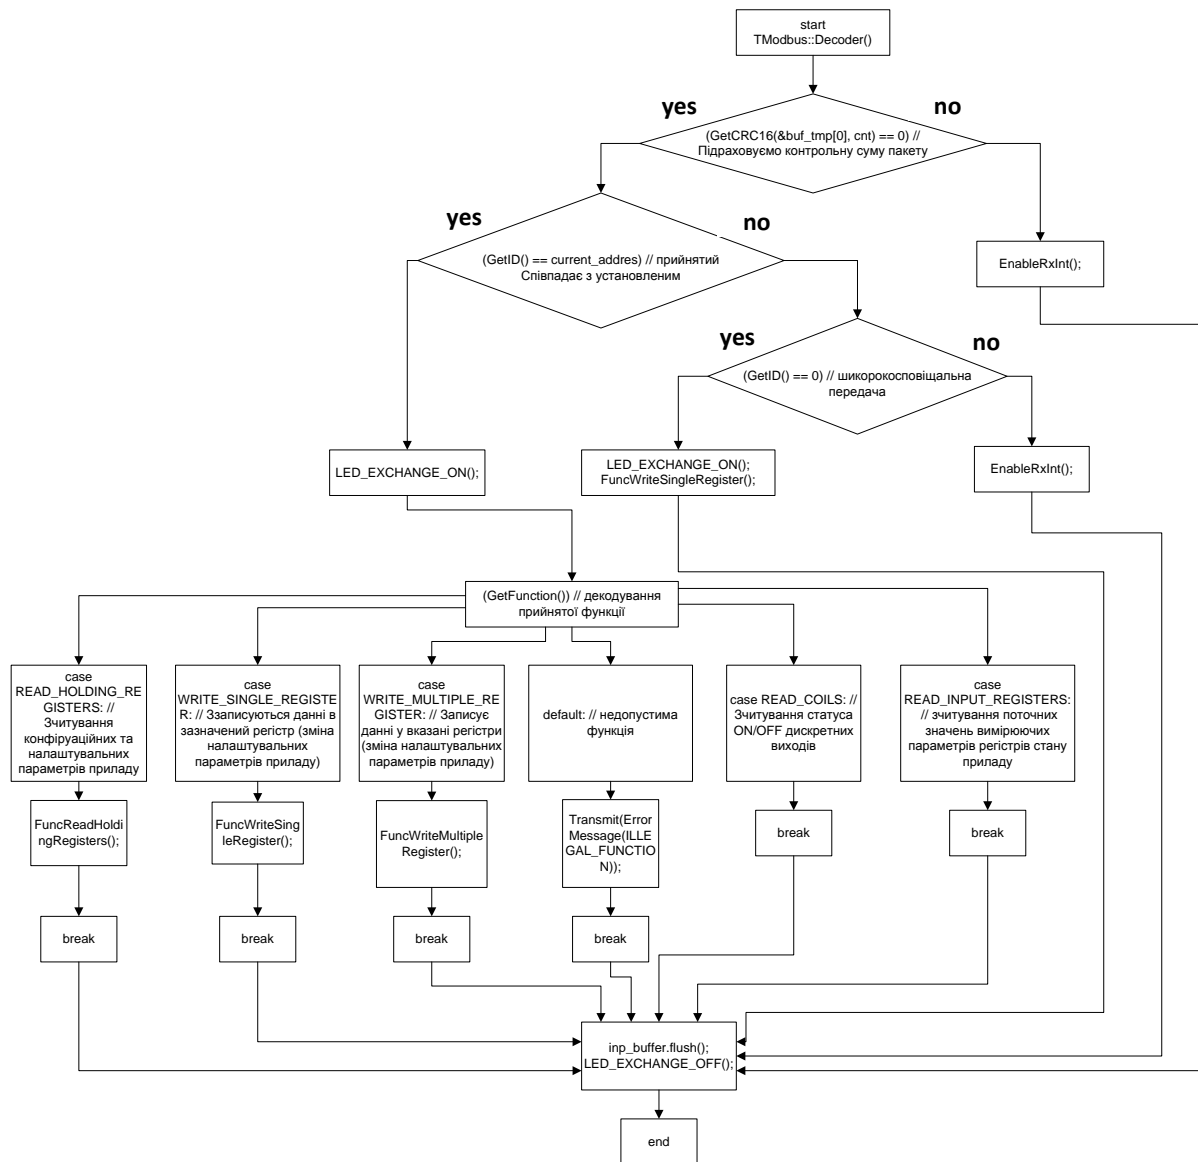 start
TModbus::Decoder()
yes
no
(GetCRC16(&buf_tmp[0], cnt) == 0) //
Підраховуємо контрольну суму пакету
yes
no
(GetID() == current_addres) // прийнятий
Співпадає з установленим
EnableRxInt();
yes
no
(GetID() == 0) // шикорокосповіщальна
передача
LED_EXCHANGE_ON();
LED_EXCHANGE_ON();
FuncWriteSingleRegister();
EnableRxInt();
(GetFunction()) // декодування
прийнятої функції
case
READ_HOLDING_RE
GISTERS: //
Зчитування
конфіруаційних та
налаштувальних
параметрів приладу
case
WRITE_SINGLE_REGISTE
R: // Ззаписуються данні в
зазначений регістр (зміна
налаштувальних
параметрів приладу)
case
WRITE_MULTIPLE_RE
GISTER: // Записує
данні у вказані регістри
(зміна налаштувальних
параметрів приладу)
default: // недопустима
функція
case READ_COILS: //
Зчитування статуса
ON/OFF дискретних
виходів
case
READ_INPUT_REGISTERS:
// зчитування поточних
значень вимірюючих
параметрів регістрів стану
приладу
FuncReadHoldi
ngRegisters();
FuncWriteSing
leRegister();
FuncWriteMultiple
Register();
Transmit(Error
Message(ILLE
GAL_FUNCTIO
N));
break
break
break
break
break
break
inp_buffer.flush();
LED_EXCHANGE_OFF();
end